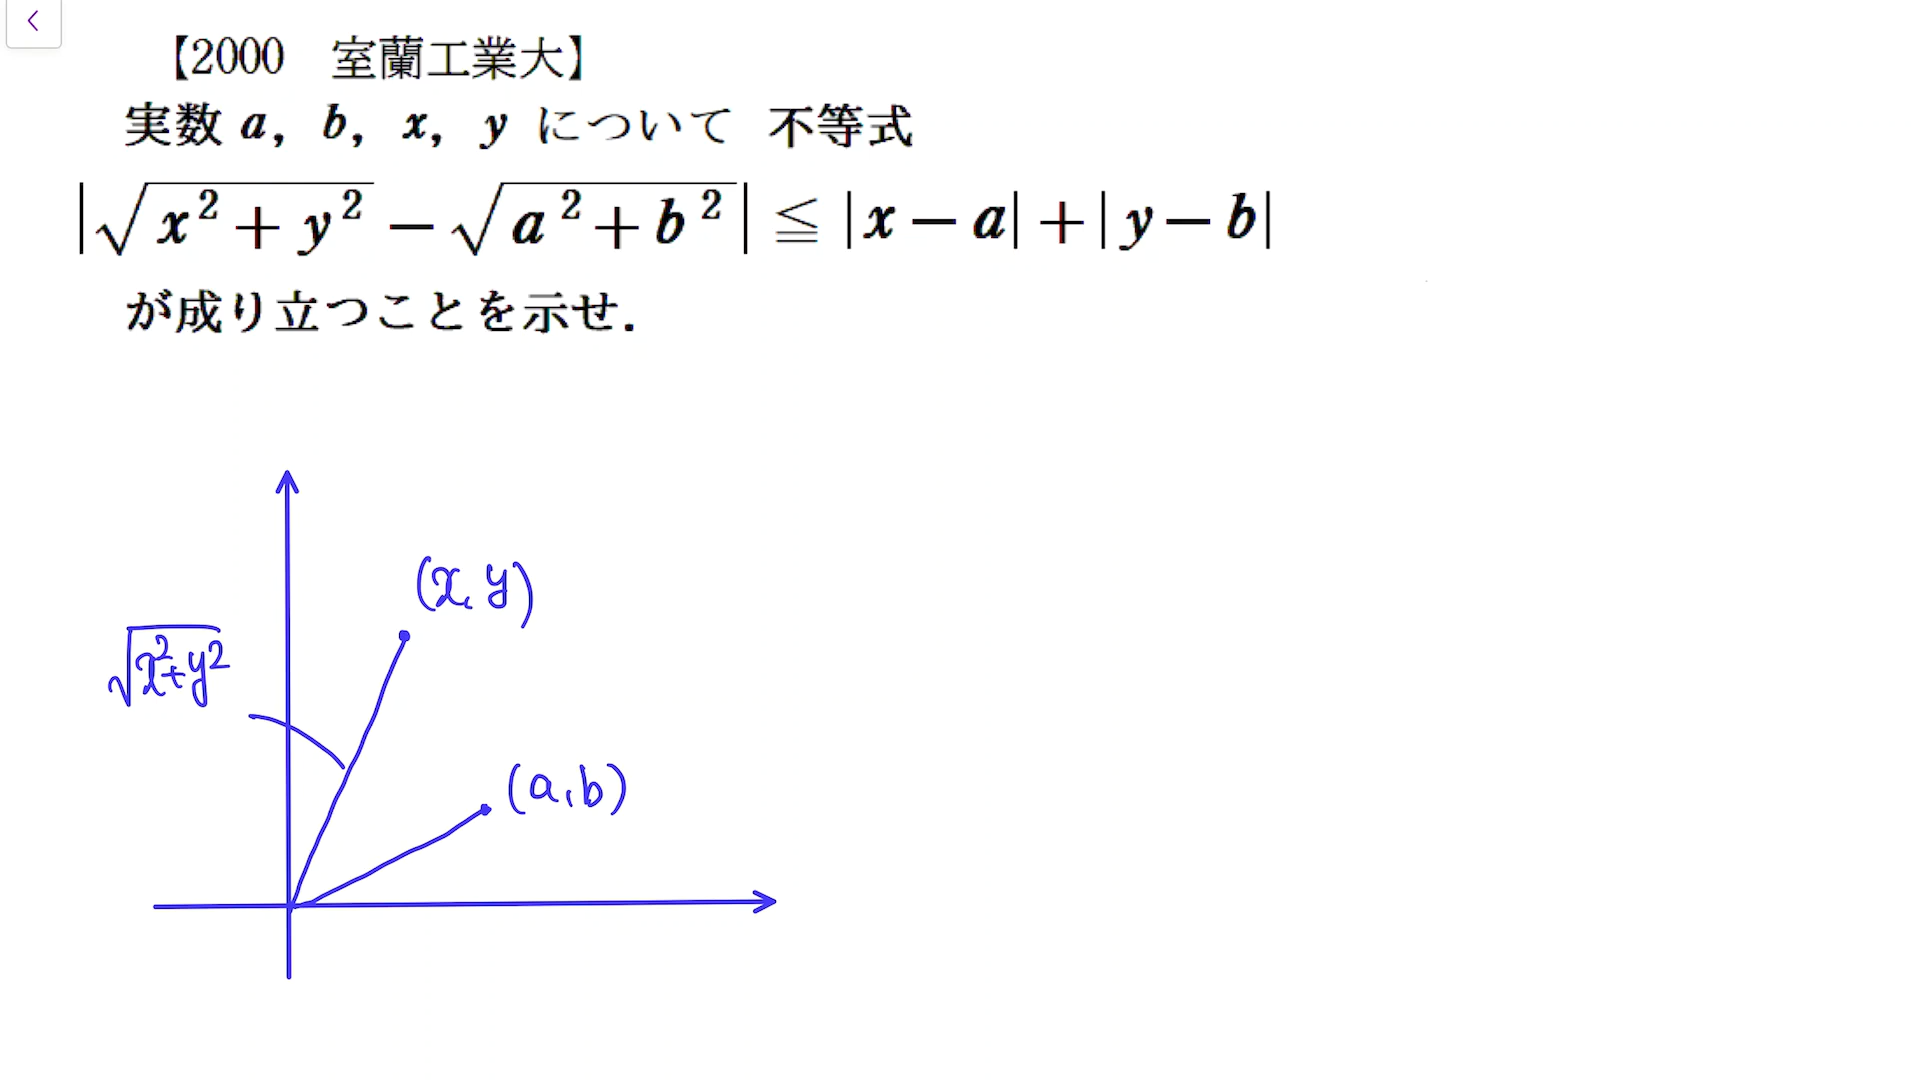 【2000 室蘭工業大】
実数 a, b, x, y について 不等式
|√(x²+y²) − √(a²+b²)| ≦ |x−a|+|y−b|
が成り立つことを示せ.
(x, y)
√(x²+y²)
(a, b)